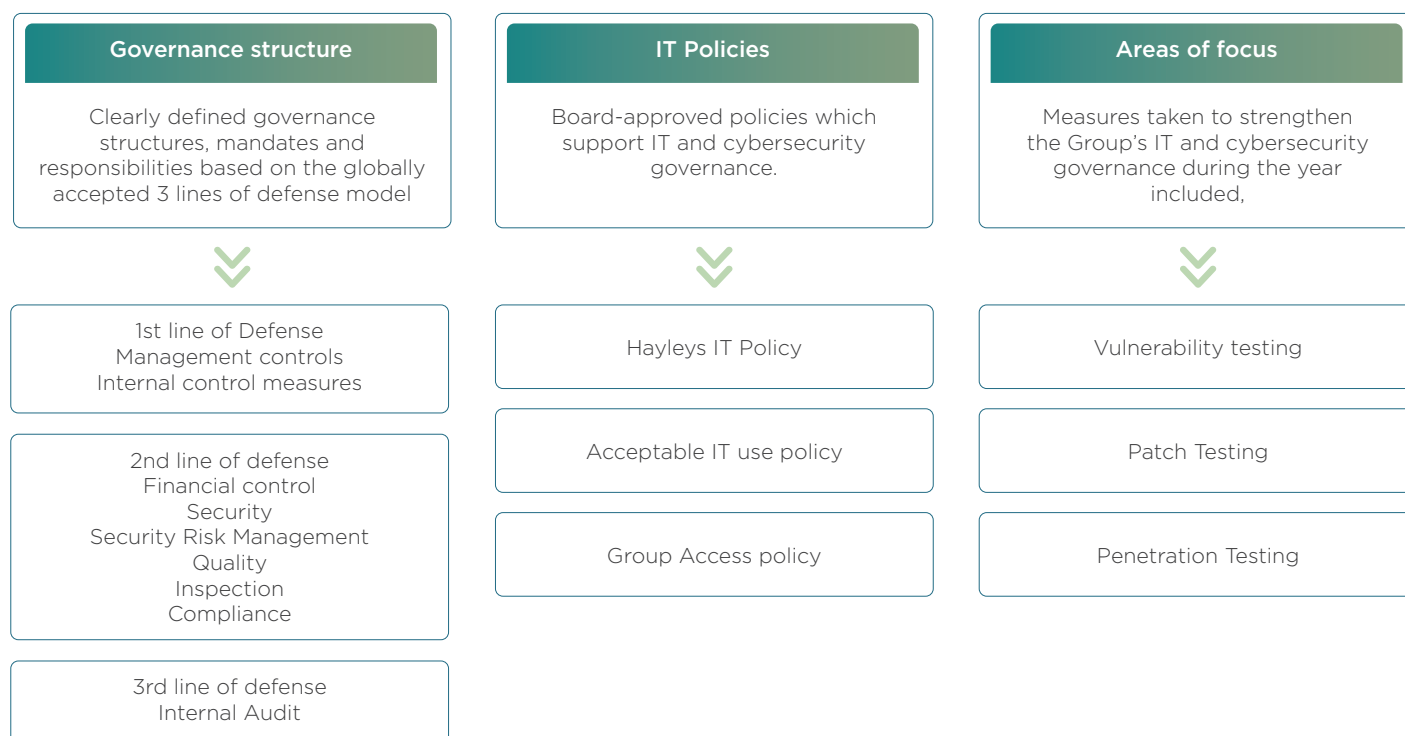 Governance structure
Clearly defined governance
structures, mandates and
responsibilities based on the globally
accepted 3 lines of defense model
1st line of Defense
Management controls
Internal control measures
2nd line of defense
Financial control
Security
Security Risk Management
Quality
Inspection
Compliance
3rd line of defense
Internal Audit
IT Policies
Board-approved policies which
support IT and cybersecurity
governance.
Hayleys IT Policy
Acceptable IT use policy
Group Access policy
Areas of focus
Measures taken to strengthen
the Group's IT and cybersecurity
governance during the year
included,
Vulnerability testing
Patch Testing
Penetration Testing